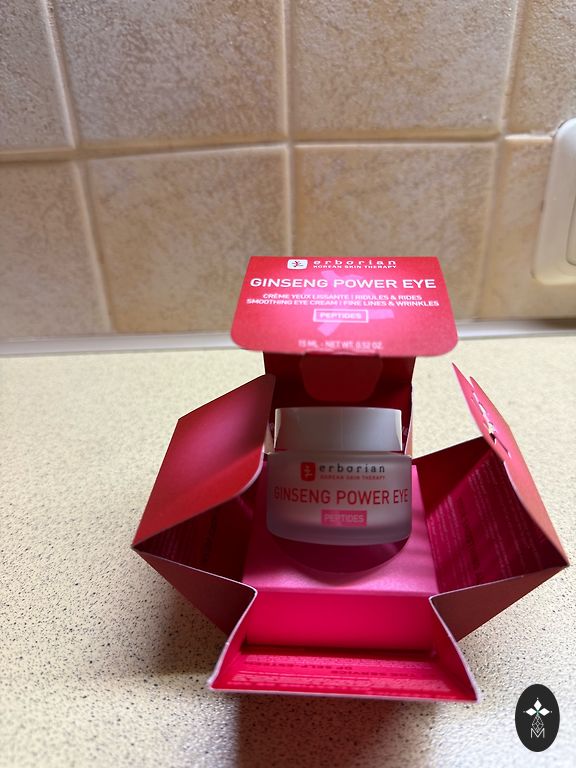 erborian
KOREAN SKIN THERAPY
GINSENG POWER EYE
CRÈME YEUX LISSANTE | RIDULES & RIDES
SMOOTHING EYE CREAM | FINE LINES & WRINKLES
PEPTIDES
15 ML - NET WT. 0.52 OZ.
erborian
KOREAN SKIN THERAPY
GINSENG POWER EYE
PEPTIDES
M